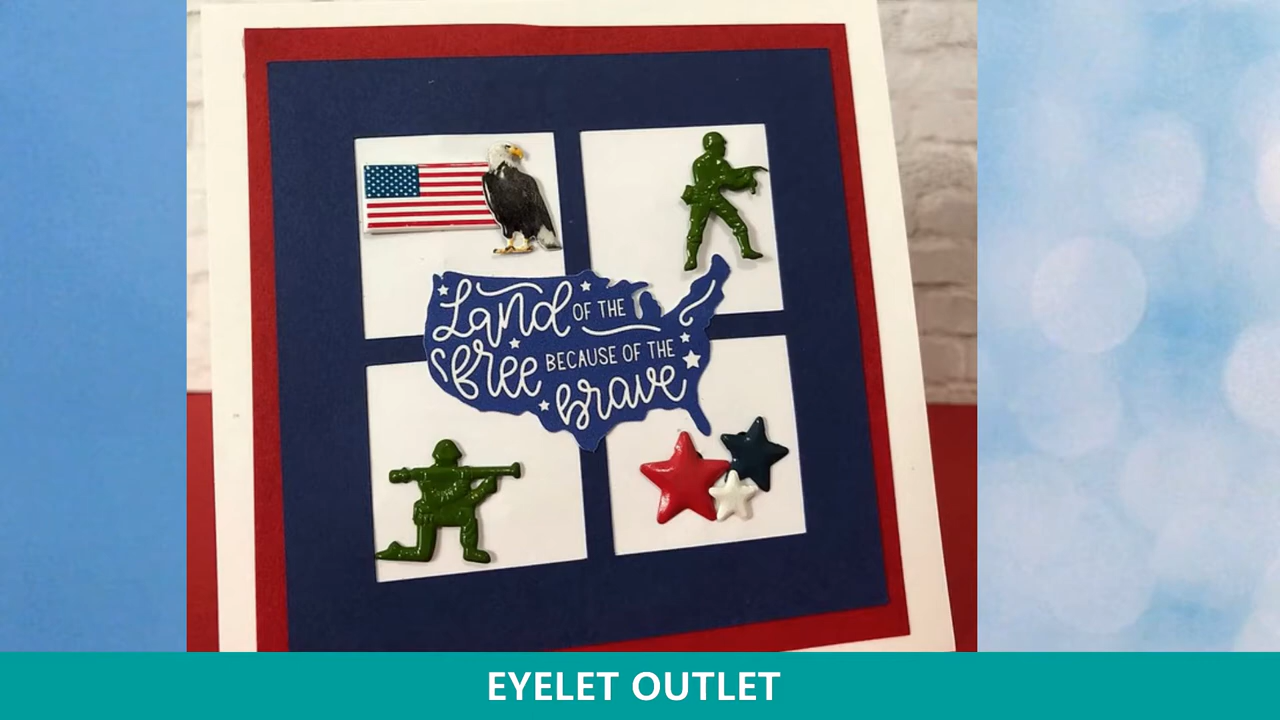 Land OF THE
Free BECAUSE OF THE
Brave
EYELET OUTLET